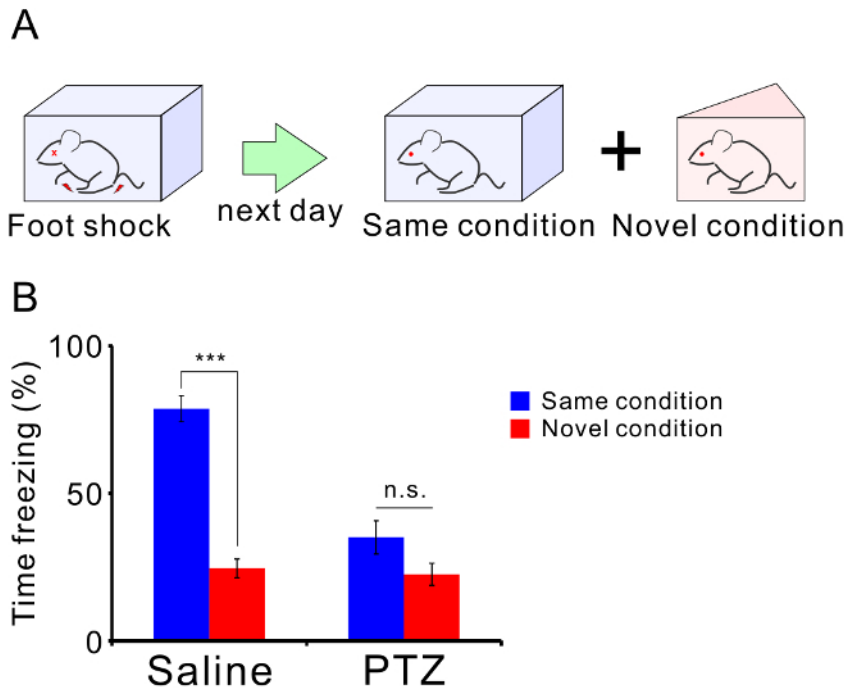 A
Foot shock
next day
Same condition
+
Novel condition
B
Time freezing (%)
100
50
0
***
n.s.
Saline
PTZ
Same condition
Novel condition